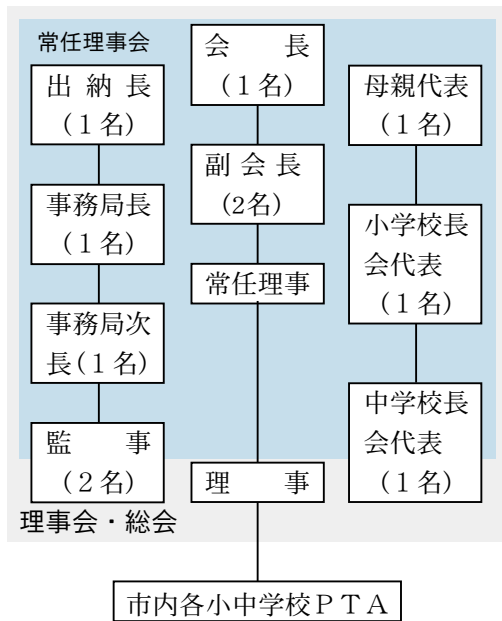 常任理事会
出 納 長
（１名）
事務局長
（１名）
事務局次
長(１名)
監　　事
（２名）
会　　長
（１名）
副 会 長
(2名)
常任理事
理　　事
母親代表
（１名）
小学校長
会代表
（１名）
中学校長
会代表
（１名）
理事会・総会
市内各小中学校ＰＴＡ